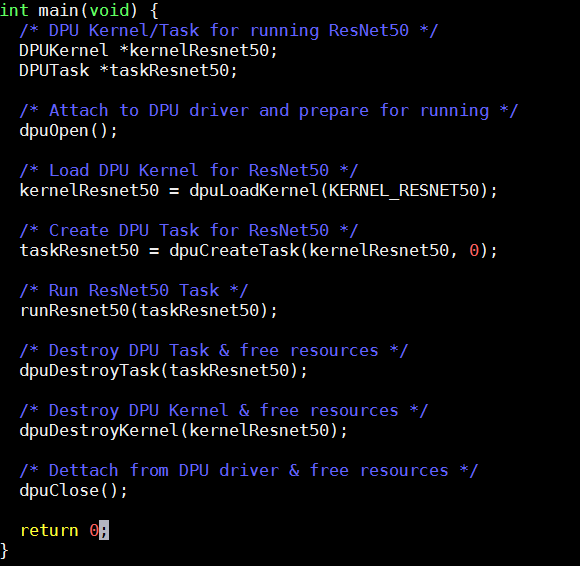 int main(void) {
/* DPU Kernel/Task for running ResNet50 */
DPUKernel *kernelResnet50;
DPUTask *taskResnet50;
/* Attach to DPU driver and prepare for running */
dpuOpen();
/* Load DPU Kernel for ResNet50 */
kernelResnet50 = dpuLoadKernel(KERNEL_RESNET50);
/* Create DPU Task for ResNet50 */
taskResnet50 = dpuCreateTask(kernelResnet50, 0);
/* Run ResNet50 Task */
runResnet50(taskResnet50);
/* Destroy DPU Task & free resources */
dpuDestroyTask(taskResnet50);
/* Destroy DPU Kernel & free resources */
dpuDestroyKernel(kernelResnet50);
/* Dettach from DPU driver & free resources */
dpuClose();
return 0;
}